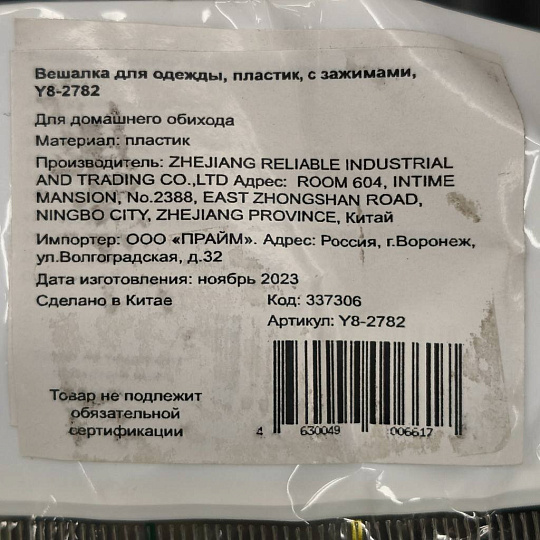 Вешалка для одежды, пластик, с зажимами,
Y8-2782
Для домашнего обихода
Материал: пластик
Производитель: ZHEJIANG RELIABLE INDUSTRIAL
AND TRADING CO.,LTD Адрес: ROOM 604, INTIME
MANSION, No.2388, EAST ZHONGSHAN ROAD,
NINGBO CITY, ZHEJIANG PROVINCE, Китай
Импортер: ООО «ПРАЙМ». Адрес: Россия, г.Воронеж,
ул.Волгоградская, д.32
Дата изготовления: ноябрь 2023
Сделано в Китае
Код: 337306
Артикул: Y8-2782
Товар не подлежит
обязательной
сертификации
4 630049 006617